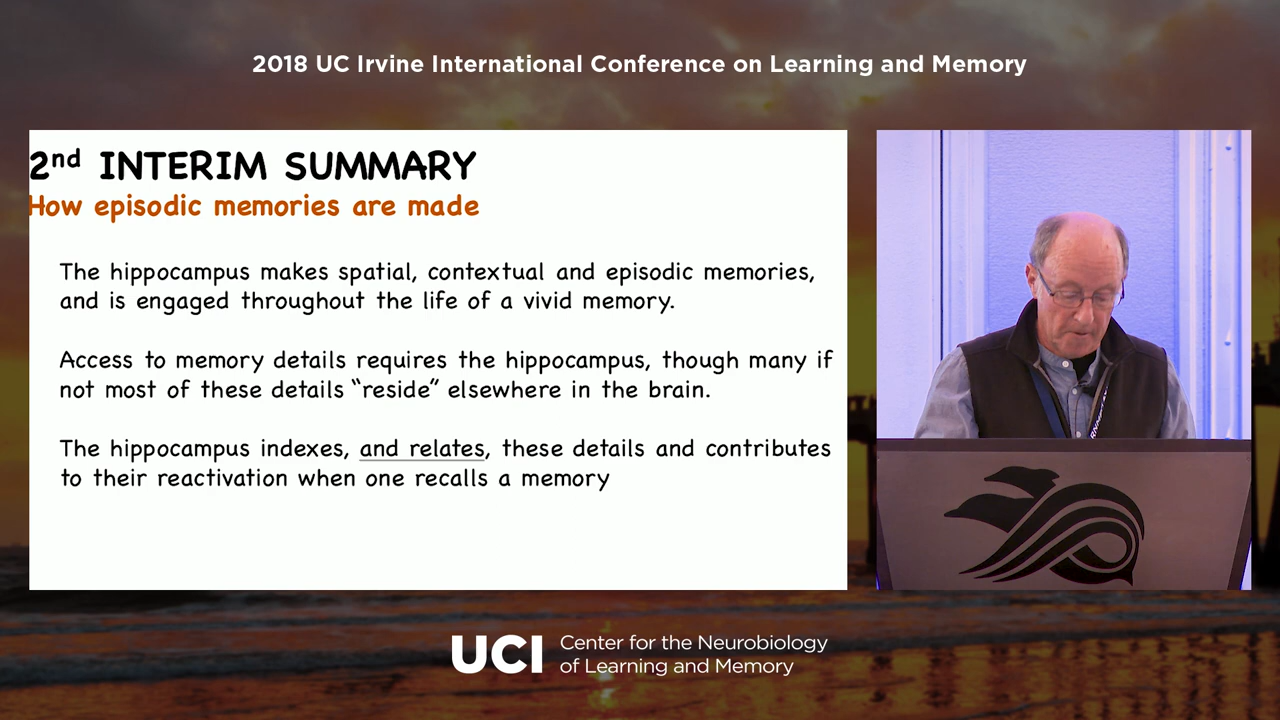 2018 UC Irvine International Conference on Learning and Memory
2nd INTERIM SUMMARY
How episodic memories are made
The hippocampus makes spatial, contextual and episodic memories,
and is engaged throughout the life of a vivid memory.
Access to memory details requires the hippocampus, though many if
not most of these details “reside” elsewhere in the brain.
The hippocampus indexes, and relates, these details and contributes
to their reactivation when one recalls a memory
UCI Center for the Neurobiology
of Learning and Memory